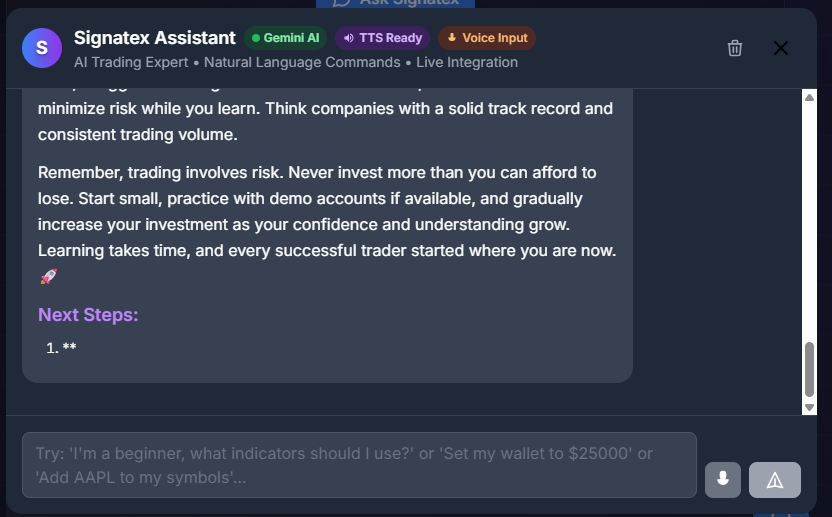 Ask Signatex
S
Signatex Assistant
Gemini AI
TTS Ready
Voice Input
AI Trading Expert • Natural Language Commands • Live Integration
minimize risk while you learn. Think companies with a solid track record and
consistent trading volume.
Remember, trading involves risk. Never invest more than you can afford to
lose. Start small, practice with demo accounts if available, and gradually
increase your investment as your confidence and understanding grow.
Learning takes time, and every successful trader started where you are now.
🚀
Next Steps:
1. **
Try: 'I'm a beginner, what indicators should I use?' or 'Set my wallet to $25000' or
'Add AAPL to my symbols'...